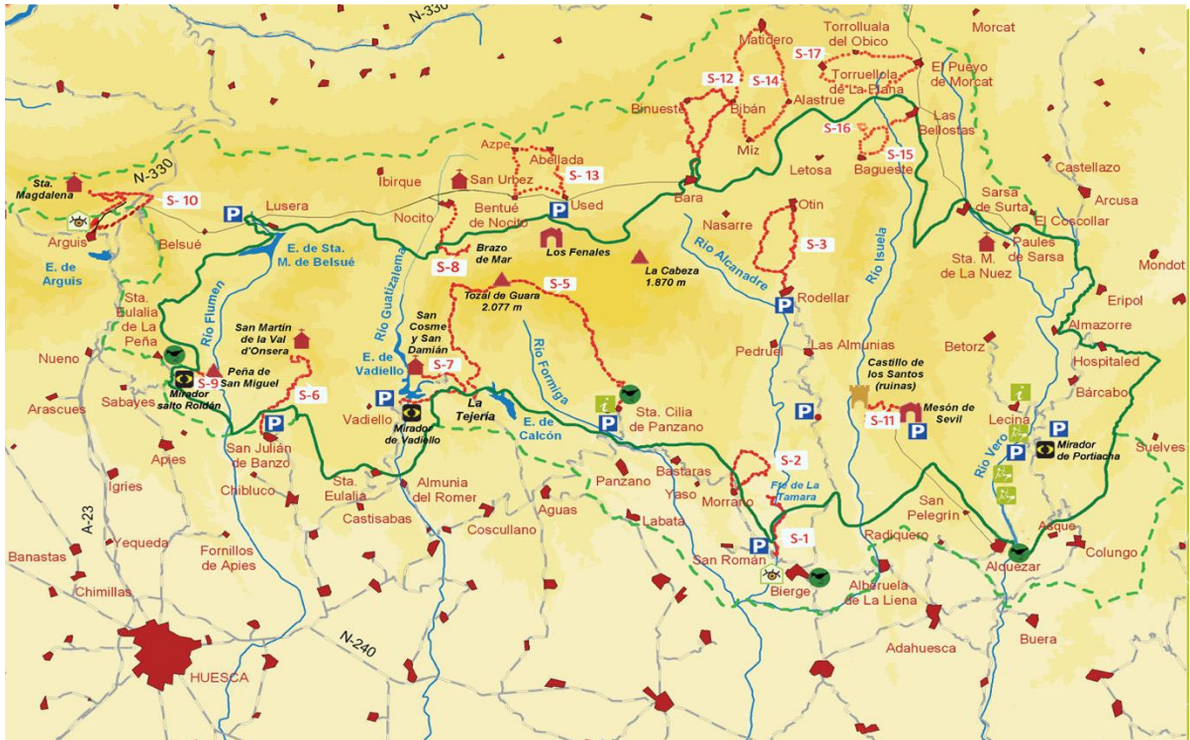 N-330
N-330
Matidero
Torrolluala
del Obico
Morcat
S-17
El Pueyo
de Morcat
S-12
S-14
Torruellola
de La Plana
Binueste
Bibán
Alastrue
Las
Bellostas
S-16
S-15
Miz
Letosa
Bagueste
Castellazo
Azpe
Abellada
Sta.
Magdalena
N-330
S- 10
Ibirque
San Urbez
S- 13
Bara
Otin
Sarsa
de Surta
Arcusa
Lusera
Nocito
Bentué
de Nocito
Used
El Coscollar
Arguis
Belsué
Nasarre
S-3
Paules
de Sarsa
E. de
Arguis
E. de Sta.
M. de Belsué
Brazo
de Mar
Los Fenales
Río Alcanadre
Río Isuela
Sta. M.
de La Nuez
Mondot
S-8
La Cabeza
1.870 m
Sta.
Eulalia
de La
Peña
Río Flumen
Río Guatizalema
Tozal de Guara
2.077 m
S-5
Rodellar
Eripol
San Martín
de la Val
d'Onsera
San
Cosme
y San
Damián
Río Formiga
Almazorre
Nueno
Pedruel
Las Almunias
Betorz
Hospitaled
E. de
Vadiello
S-7
Castillo de
los Santos
(ruinas)
Bárcabo
S-9
Peña de
San Miguel
Mirador
salto Roldán
S-6
Arascues
Sabayes
Vadiello
La
Tejería
Mirador
de Vadiello
E. de
Calcón
Sta. Cilia
de Panzano
S-11
Mesón de
Sevil
Lecina
Mirador
de Portiacha
Suelves
Apies
San Julián
de Banzo
Río Vero
Igries
Chibluco
Sta.
Eulalia
Almunia
del Romer
Panzano
Bastaras
Yaso
S-2
Morrano
Fte de La
Tamara
San
Pelegrin
A-23
Castisabas
Coscullano
Aguas
Labata
Asque
Banastas
Yequeda
Fornillos
de Apies
San Román
S-1
Radiquero
Alquezar
Colungo
Chimillas
Bierge
Alberuela
de La Liena
Buera
N-240
Adahuesca
HUESCA